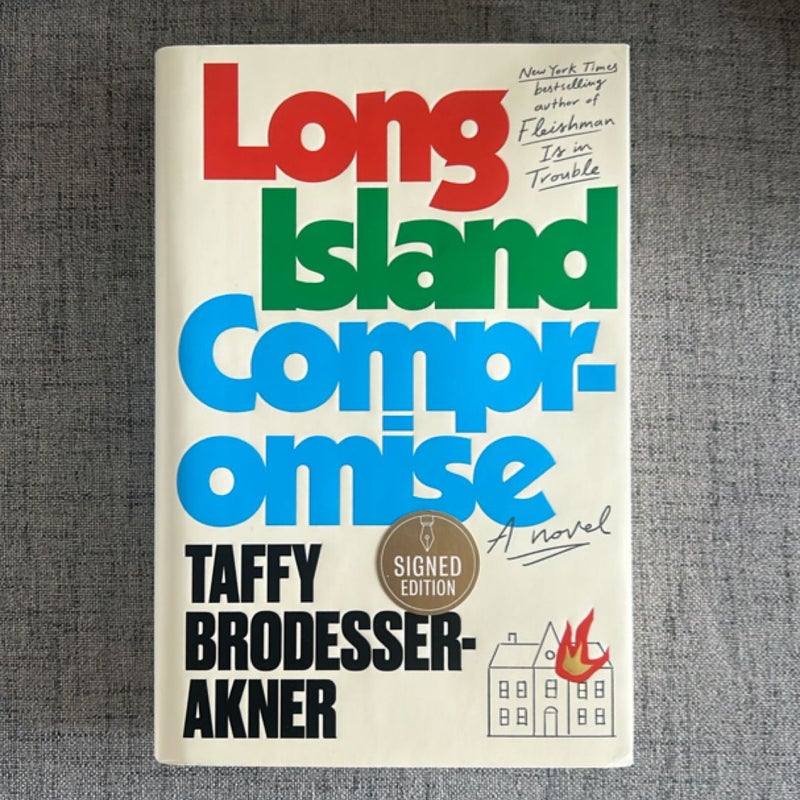 Long
Island
Compr-
omise
New York Times
bestselling
author of
Fleishman
Is in
Trouble
A novel
SIGNED
EDITION
TAFFY
BRODESSER-
AKNER